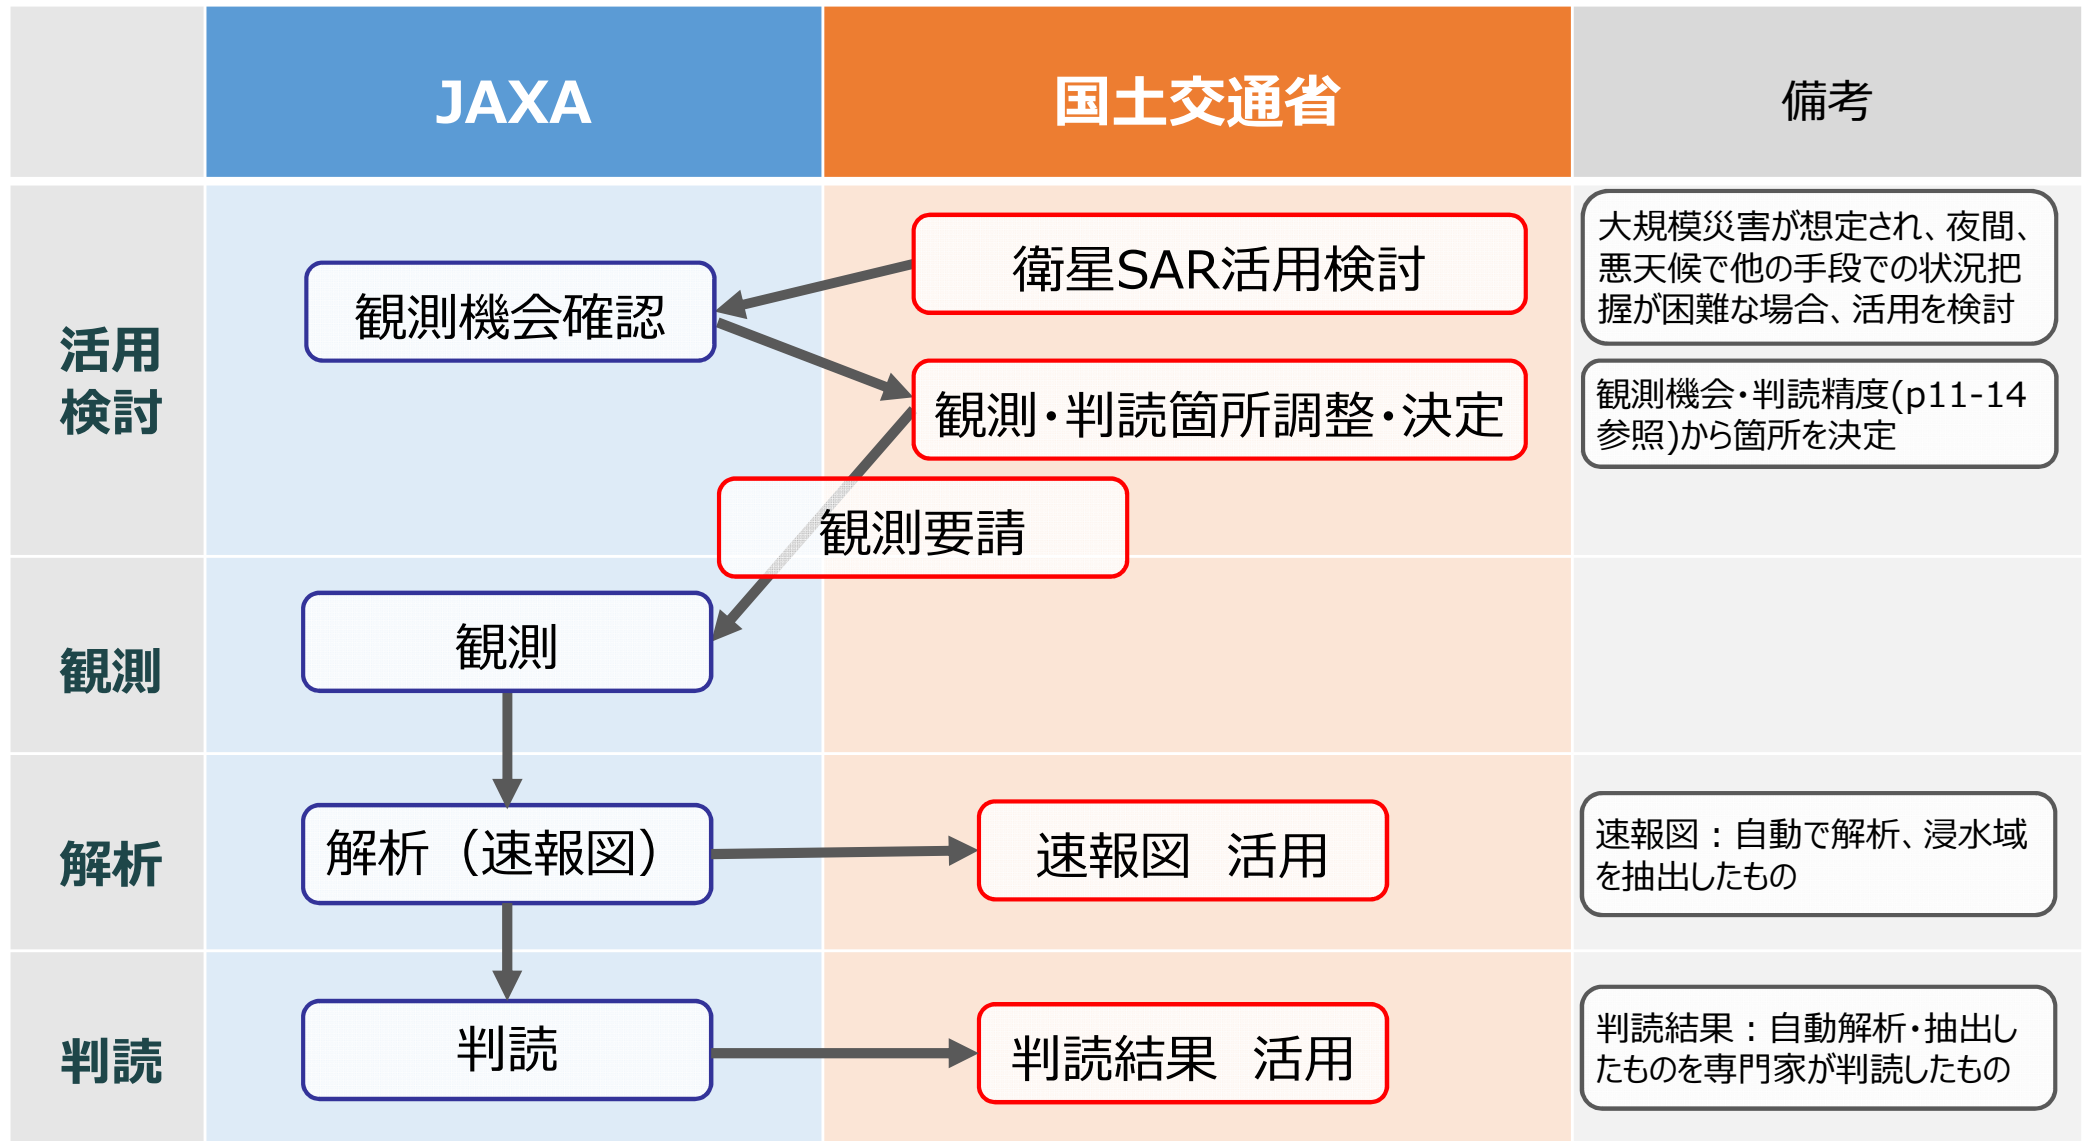 JAXA
国土交通省
備考
活用
検討
衛星SAR活用検討
観測機会確認
観測・判読箇所調整・決定
観測要請
大規模災害が想定され、夜間、
悪天候で他の手段での状況把
握が困難な場合、活用を検討
観測機会・判読精度(p11-14
参照)から箇所を決定
観測
観測
解析
解析（速報図）
速報図　活用
速報図：自動で解析、浸水域
を抽出したもの
判読
判読
判読結果　活用
判読結果：自動解析・抽出し
たものを専門家が判読したもの